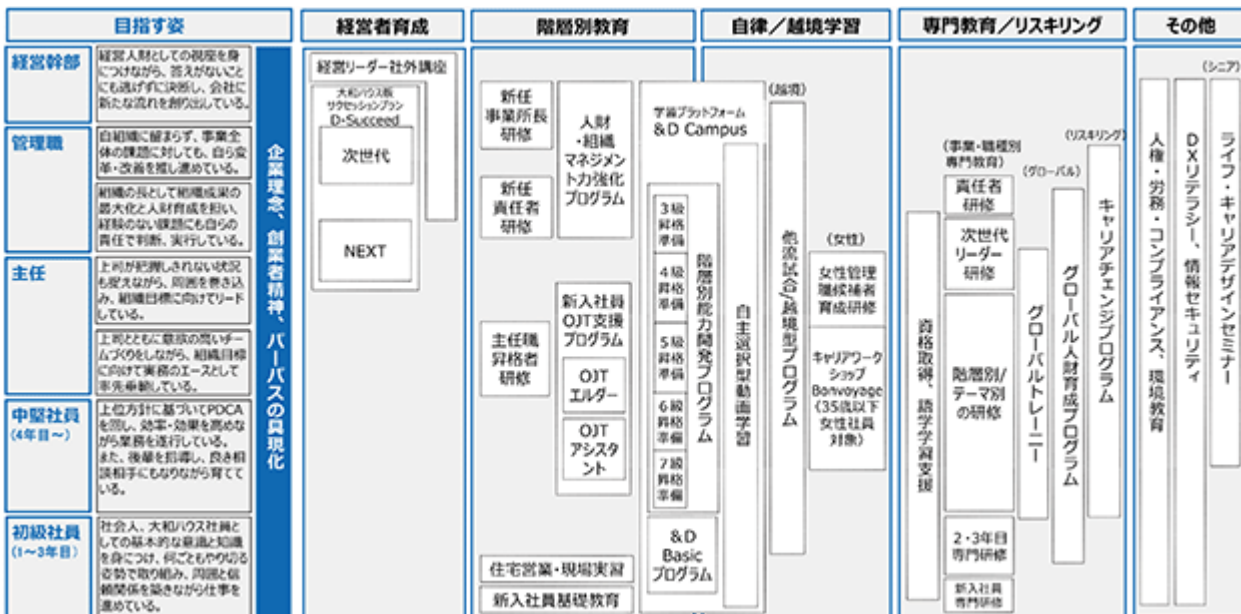 目指す姿
経営者育成
階層別教育
自律／越境学習
専門教育／リスキリング
その他
経営幹部
経営人財としての視座を身
につけながら、答えがないこと
にも逃げずに決断し、会社に
新たな流れを創り出している。
管理職
自組織に留まらず、事業全
体の課題に対しても、自ら変
革・改善を推し進めている。
組織の長として組織成果の
最大化と人財育成を担い、
経験のない課題にも自らの
責任で判断、実行している。
主任
上司が把握しきれない状況
も捉えながら、周囲を巻き込
み、組織目標に向けてリード
している。
上司とともに意欲の高いチー
ムづくりをしながら、組織目標
に向けて実務のエースとして
率先垂範している。
中堅社員
(4年目～)
上位方針に基づいてPDCA
を回し、効率・効果を高めな
がら業務を遂行している。
また、後輩を指導し、良き相
談相手にもなりながら育てて
いる。
初級社員
(1～3年目)
社会人、大和ハウス社員と
しての基本的な意識と知識
を身につけ、何ごともやり切る
姿勢で取り組み、周囲と信
頼関係を築きながら仕事を
進めている。
企業理念、創業者精神、パーパスの具現化
経営リーダー社外講座
大和ハウス版
サクセッションプラン
D-Succeed
次世代
NEXT
新任
事業所長
研修
新任
責任者
研修
主任職
昇格者
研修
人財
・組織
マネジメン
ト力強化
プログラム
新入社員
OJT支援
プログラム
OJT
エルダー
OJT
アシスタ
ント
住宅営業・現場実習
新入社員基礎教育
学習プラットフォーム
&D Campus
3級
昇格
準備
4級
昇格
準備
5級
昇格
準備
6級
昇格
準備
7級
昇格
準備
階層別能力開発プログラム
&D
Basic
プログラム
自主選択型動画学習
(越境)
他流試合/越境型プログラム
(女性)
女性管理
職候補者
育成研修
キャリアワーク
ショップ
Bonvoyage
(35歳以下
女性社員
対象)
資格取得、語学学習支援
(事業・職種別
専門教育)
責任者
研修
次世代
リーダー
研修
階層別/
テーマ別
の研修
2・3年目
専門研修
新入社員
専門研修
(グローバル)
グローバルトレーニー
グローバル人財育成プログラム
(リスキリング)
キャリアチェンジプログラム
人権・労務・コンプライアンス、環境教育
DXリテラシー、情報セキュリティ
(シニア)
ライフ・キャリアデザインセミナー